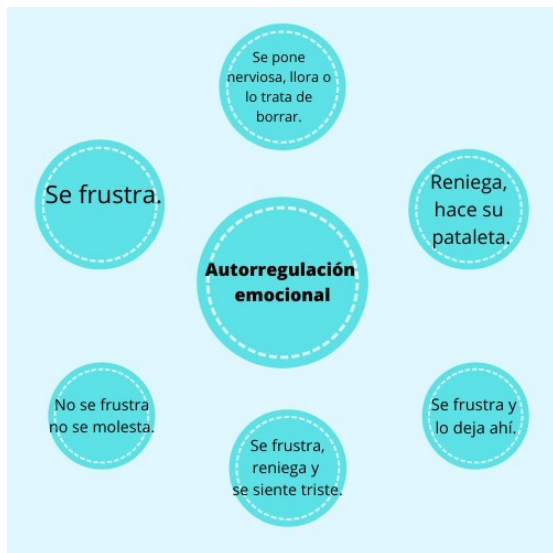 Se pone
nerviosa, llora o
lo trata de
borrar.
Se frustra.
Reniega,
hace su
pataleta.
Autorregulación
emocional
No se frustra
no se molesta.
Se frustra y
lo deja ahí.
Se frustra,
reniega y
se siente triste.